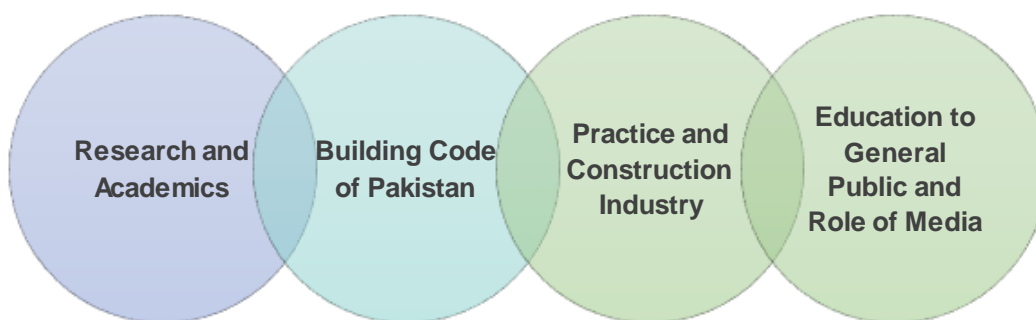 Research and
Academics
Building Code
of Pakistan
Practice and
Construction
Industry
Education to
General
Public and
Role of Media